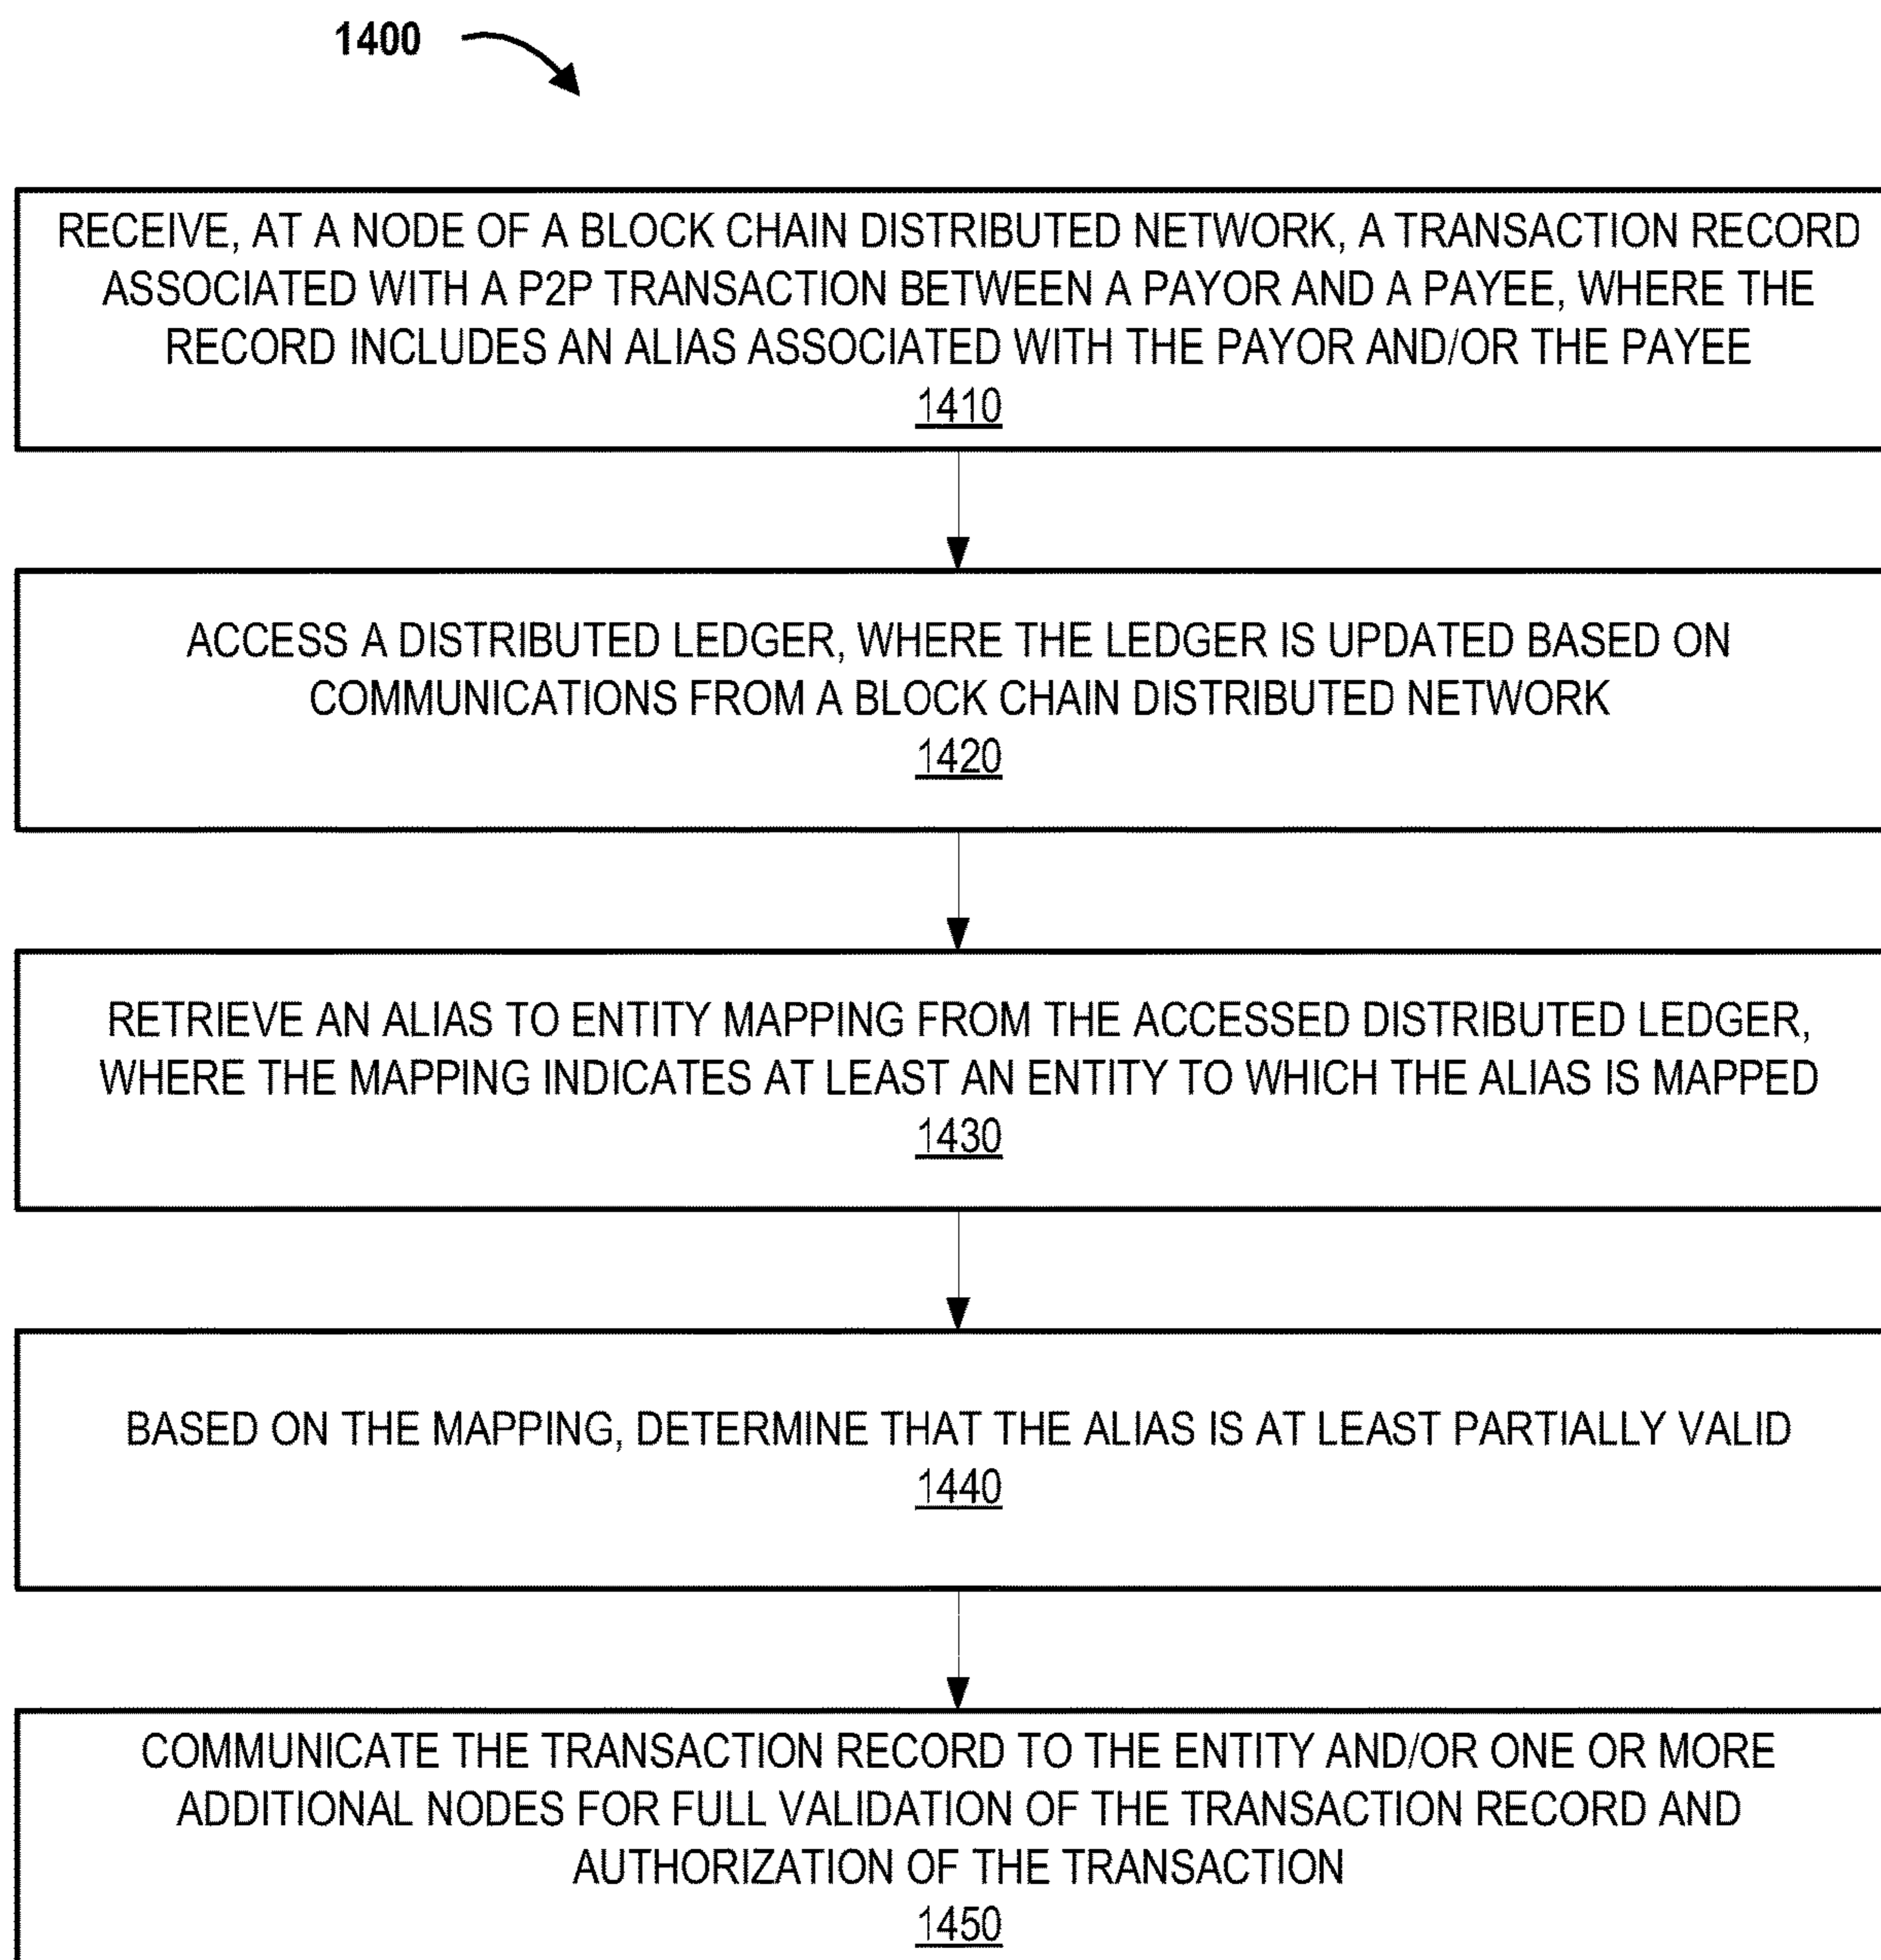 1400
RECEIVE, AT A NODE OF A BLOCK CHAIN DISTRIBUTED NETWORK, A TRANSACTION RECORD
ASSOCIATED WITH A P2P TRANSACTION BETWEEN A PAYOR AND A PAYEE, WHERE THE
RECORD INCLUDES AN ALIAS ASSOCIATED WITH THE PAYOR AND/OR THE PAYEE
1410
ACCESS A DISTRIBUTED LEDGER, WHERE THE LEDGER IS UPDATED BASED ON
COMMUNICATIONS FROM A BLOCK CHAIN DISTRIBUTED NETWORK
1420
RETRIEVE AN ALIAS TO ENTITY MAPPING FROM THE ACCESSED DISTRIBUTED LEDGER,
WHERE THE MAPPING INDICATES AT LEAST AN ENTITY TO WHICH THE ALIAS IS MAPPED
1430
BASED ON THE MAPPING, DETERMINE THAT THE ALIAS IS AT LEAST PARTIALLY VALID
1440
COMMUNICATE THE TRANSACTION RECORD TO THE ENTITY AND/OR ONE OR MORE
ADDITIONAL NODES FOR FULL VALIDATION OF THE TRANSACTION RECORD AND
AUTHORIZATION OF THE TRANSACTION
1450